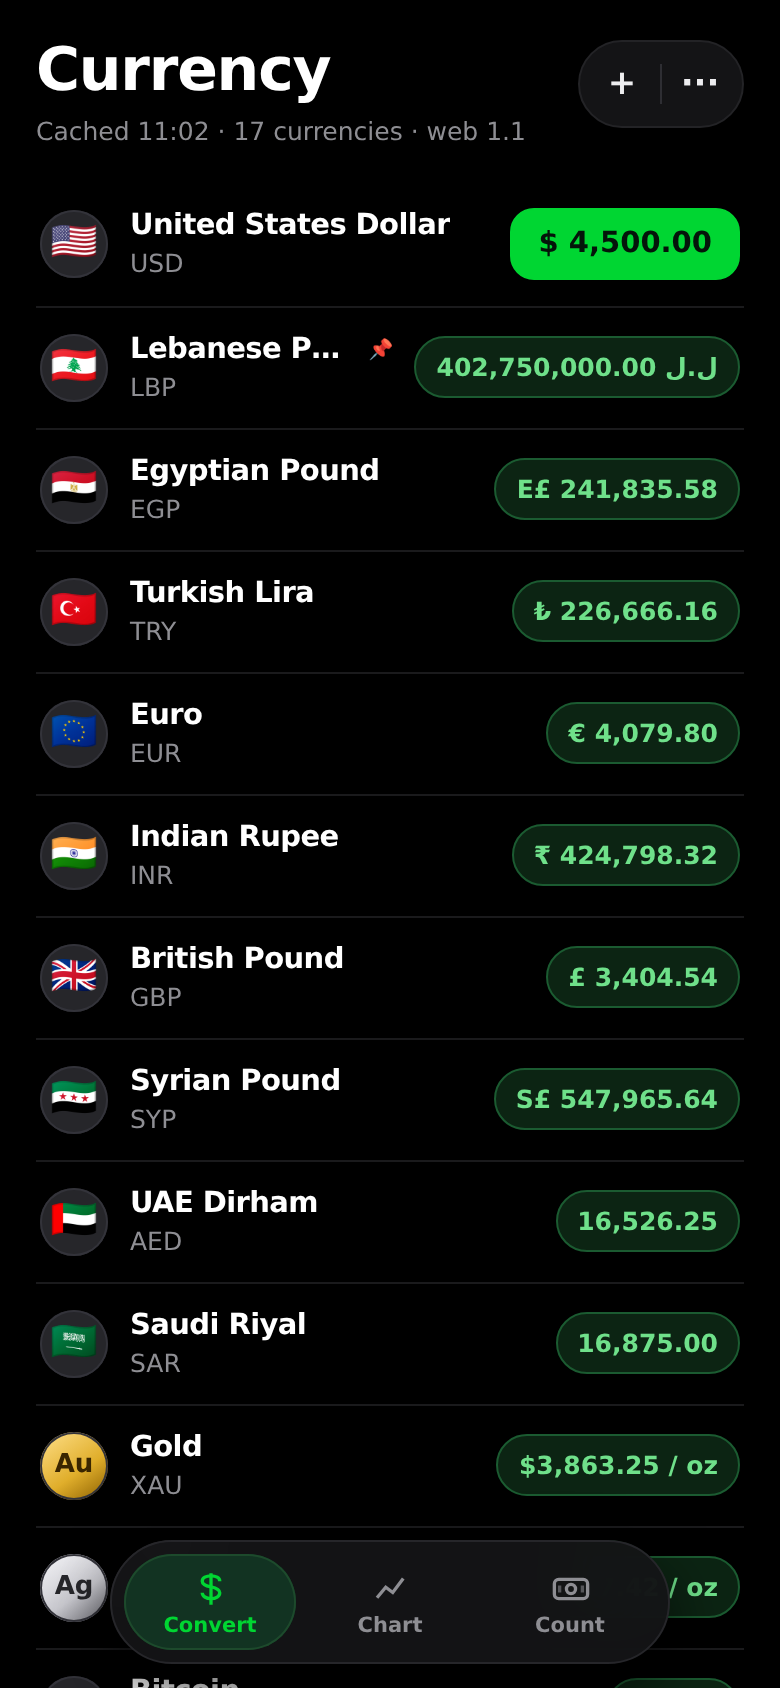 Currency
+ ...
Cached 11:02 · 17 currencies · web 1.1
United States Dollar
USD
$ 4,500.00
Lebanese P...
LBP
402,750,000.00 ل.ل
Egyptian Pound
EGP
E£ 241,835.58
Turkish Lira
TRY
₺ 226,666.16
Euro
EUR
€ 4,079.80
Indian Rupee
INR
₹ 424,798.32
British Pound
GBP
£ 3,404.54
Syrian Pound
SYP
S£ 547,965.64
UAE Dirham
AED
16,526.25
Saudi Riyal
SAR
16,875.00
Au
Gold
XAU
$3,863.25 / oz
Ag
/ oz
$
Convert
Chart
Count
Bitcoin